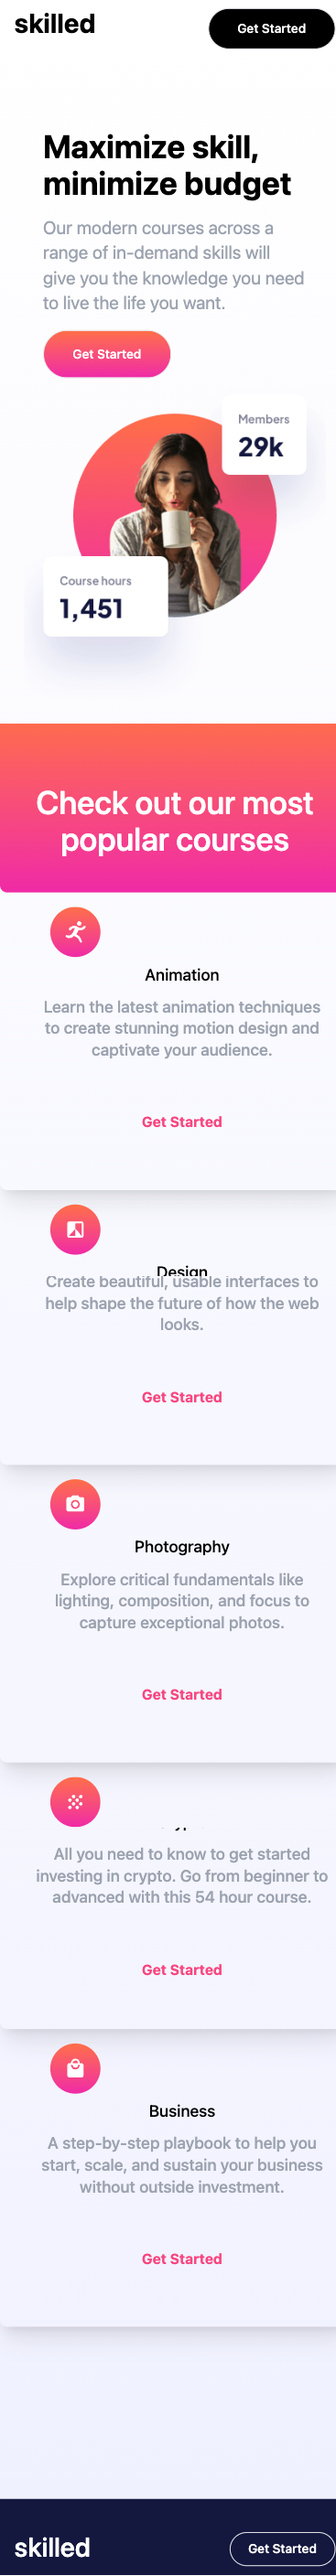 skilled
Get Started
Maximize skill,
minimize budget
Our modern courses across a
range of in-demand skills will
give you the knowledge you need
to live the life you want.
Get Started
Members
29k
Course hours
1,451
Check out our most
popular courses
Animation
Learn the latest animation techniques
to create stunning motion design and
captivate your audience.
Get Started
Design
Create beautiful, usable interfaces to
help shape the future of how the web
looks.
Get Started
Photography
Explore critical fundamentals like
lighting, composition, and focus to
capture exceptional photos.
Get Started
All you need to know to get started
investing in crypto. Go from beginner to
advanced with this 54 hour course.
Get Started
Business
A step-by-step playbook to help you
start, scale, and sustain your business
without outside investment.
Get Started
skilled
Get Started